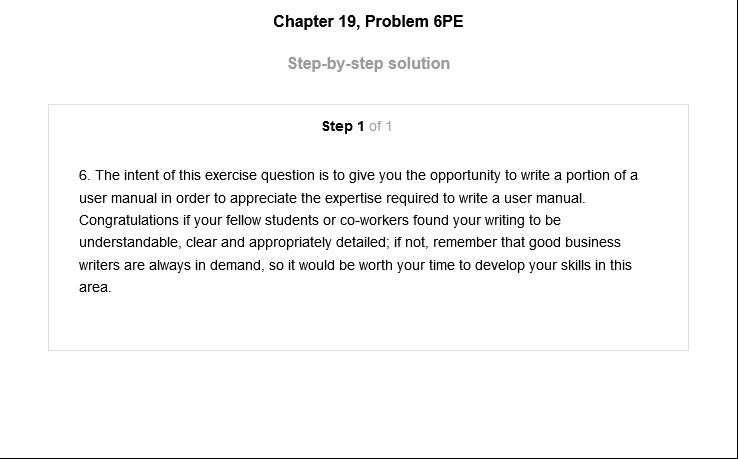 Chapter 19, Problem 6PE
Step-by-step solution
Step 1 of 1
6. The intent of this exercise question is to give you the opportunity to write a portion of a
user manual in order to appreciate the expertise required to write a user manual.
Congratulations if your fellow students or co-workers found your writing to be
understandable, clear and appropriately detailed; if not, remember that good business
writers are always in demand, so it would be worth your time to develop your skills in this
area.